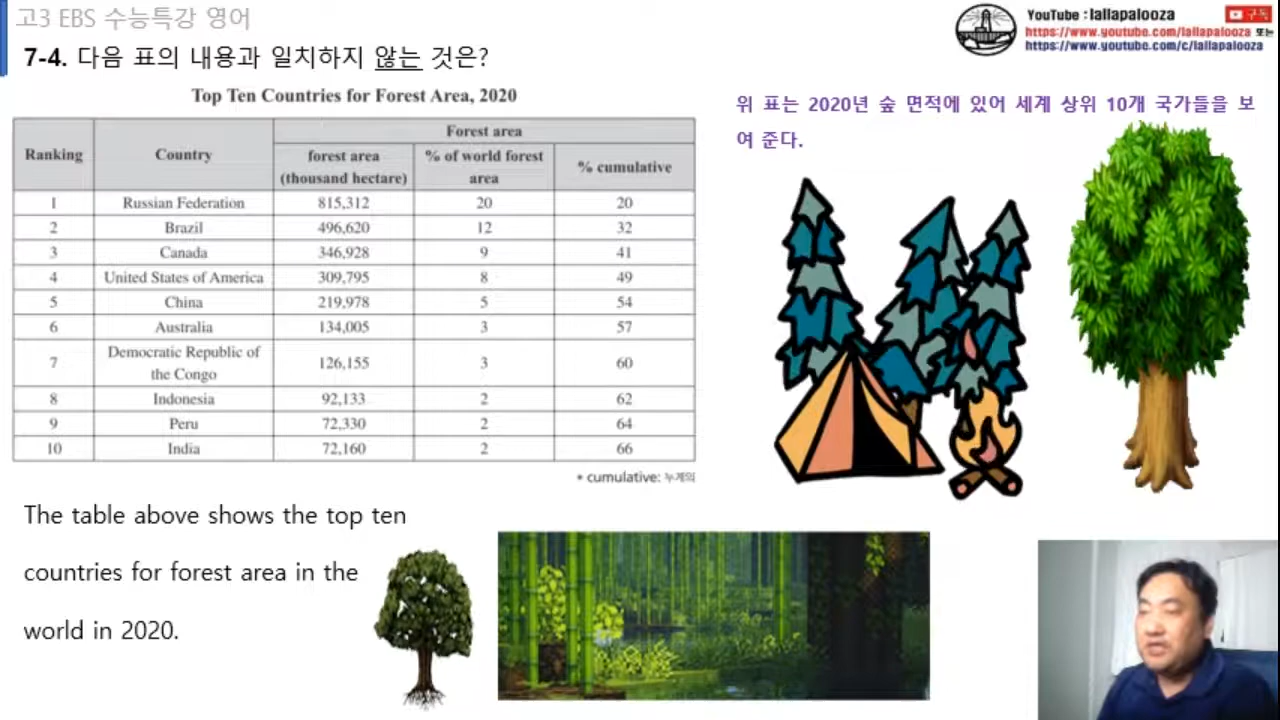 고3 EBS 수능특강 영어
YouTube : lallapalooza
구독
https://www.youtube.com/lallapalooza 또는
https://www.youtube.com/c/lallapalooza
7-4. 다음 표의 내용과 일치하지 않는 것은?
Top Ten Countries for Forest Area, 2020
Ranking Country Forest area
forest area (thousand hectare) % of world forest area % cumulative
1 Russian Federation 815,312 20 20
2 Brazil 496,620 12 32
3 Canada 346,928 9 41
4 United States of America 309,795 8 49
5 China 219,978 5 54
6 Australia 134,005 3 57
7 Democratic Republic of the Congo 126,155 3 60
8 Indonesia 92,133 2 62
9 Peru 72,330 2 64
10 India 72,160 2 66
* cumulative: 누계의
위 표는 2020년 숲 면적에 있어 세계 상위 10개 국가들을 보
여 준다.
The table above shows the top ten
countries for forest area in the
world in 2020.